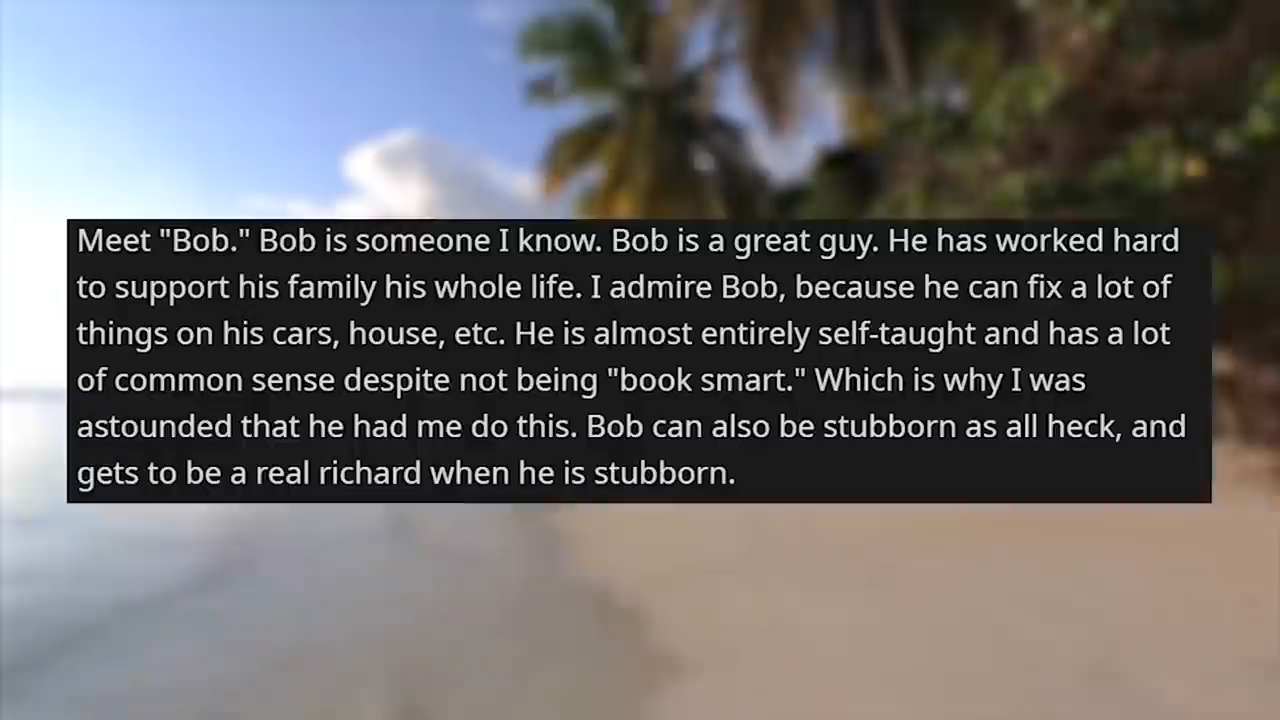 Meet "Bob." Bob is someone I know. Bob is a great guy. He has worked hard
to support his family his whole life. I admire Bob, because he can fix a lot of
things on his cars, house, etc. He is almost entirely self-taught and has a lot
of common sense despite not being "book smart." Which is why I was
astounded that he had me do this. Bob can also be stubborn as all heck, and
gets to be a real richard when he is stubborn.